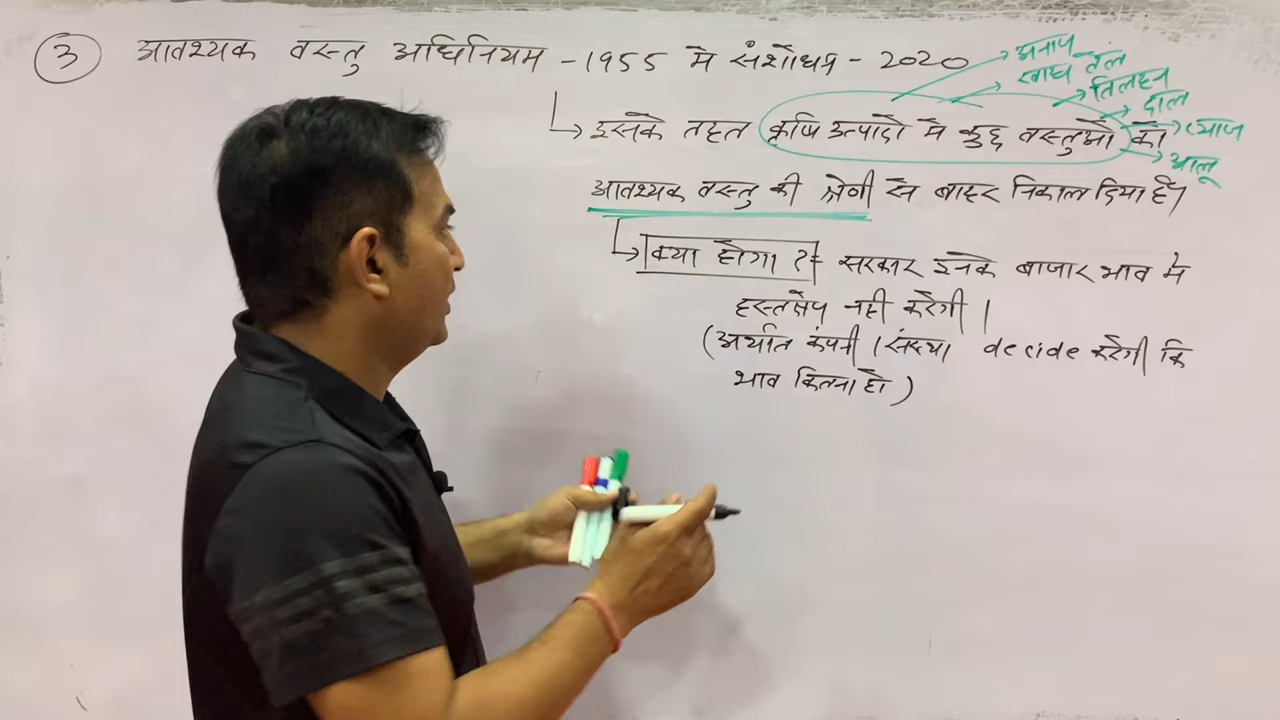 ③ आवश्यक वस्तु अधिनियम - 1955 मे संशोधन - 2020
अनाज
खाद्य तेल
तिलहन
दाल
प्याज
आलू
↳ इसके तहत कृषि उत्पादो मे कुछ वस्तुओ को
आवश्यक वस्तु की श्रेणी से बाहर निकाल दिया है।
↳ क्या होगा ?:- सरकार इनके बाजार भाव मे
हस्तक्षेप नही करेगी।
(अर्थात कंपनी / संस्था decide करेगी कि
भाव कितना हो)